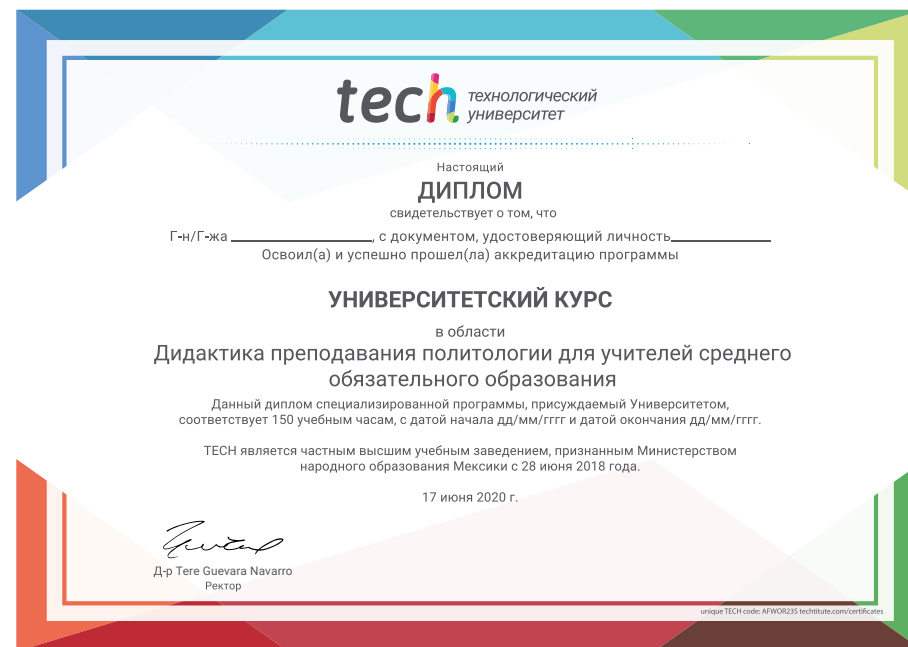 tech технологический
университет
Настоящий
ДИПЛОМ
свидетельствует о том, что
Г-н/Г-жа ____________________, с документом, удостоверяющий личность______________
Освоил(а) и успешно прошел(ла) аккредитацию программы
УНИВЕРСИТЕТСКИЙ КУРС
в области
Дидактика преподавания политологии для учителей среднего
обязательного образования
Данный диплом специализированной программы, присуждаемый Университетом,
соответствует 150 учебным часам, с датой начала дд/мм/гггг и датой окончания дд/мм/гггг.
TECH является частным высшим учебным заведением, признанным Министерством
народного образования Мексики с 28 июня 2018 года.
17 июня 2020 г.
Д-р Tere Guevara Navarro
Ректор
unique TECH code: AFWOR23S techtitute.com/certificates